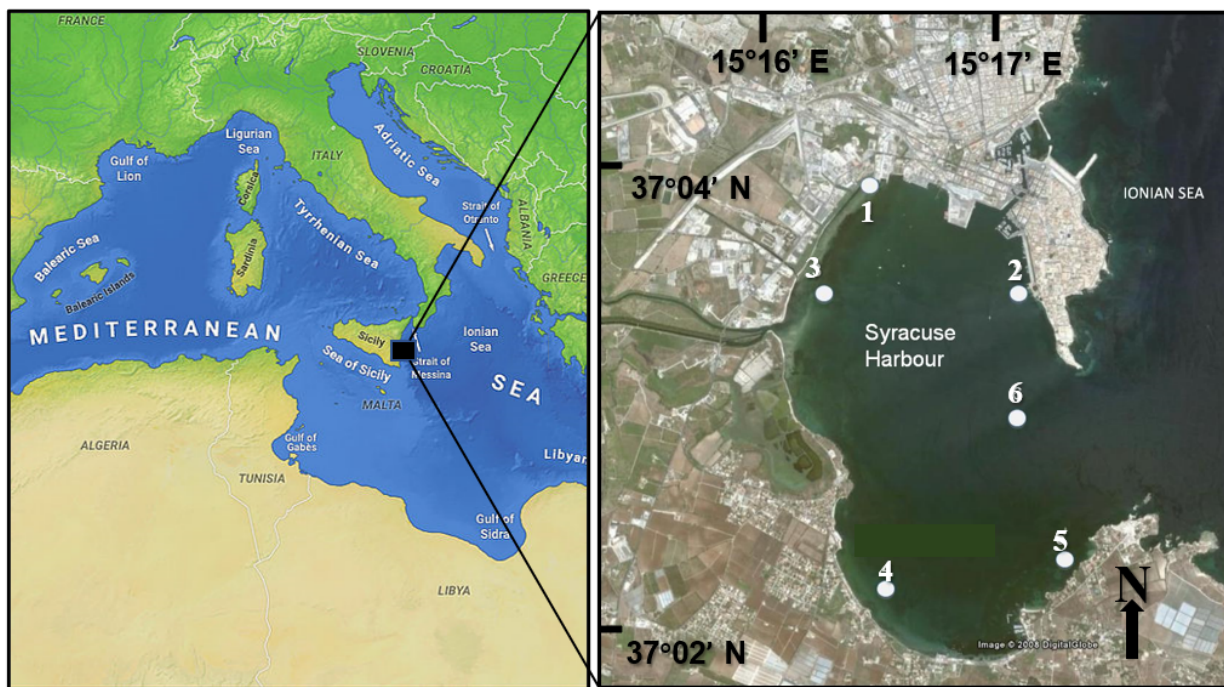 FRANCE
SLOVENIA
CROATIA
Ligurian
Sea
Gulf of
Lion
ITALY
Adriatic Sea
Corsica
Strait of
Otranto
ALBANIA
Tyrrhenian Sea
Balearic Sea
Sardinia
Balearic Islands
GREECE
MEDITERRANEAN
SEA
Sicily
Ionian
Sea
Strait of
Messina
Sea of Sicily
MALTA
ALGERIA
Gulf of
Gabès
TUNISIA
Libyan
Gulf of
Sidra
LIBYA
15°16' E
15°17' E
37°04' N
IONIAN SEA
1
3
2
Syracuse
Harbour
6
5
4
N
37°02' N
Image © 2008 DigitalGlobe